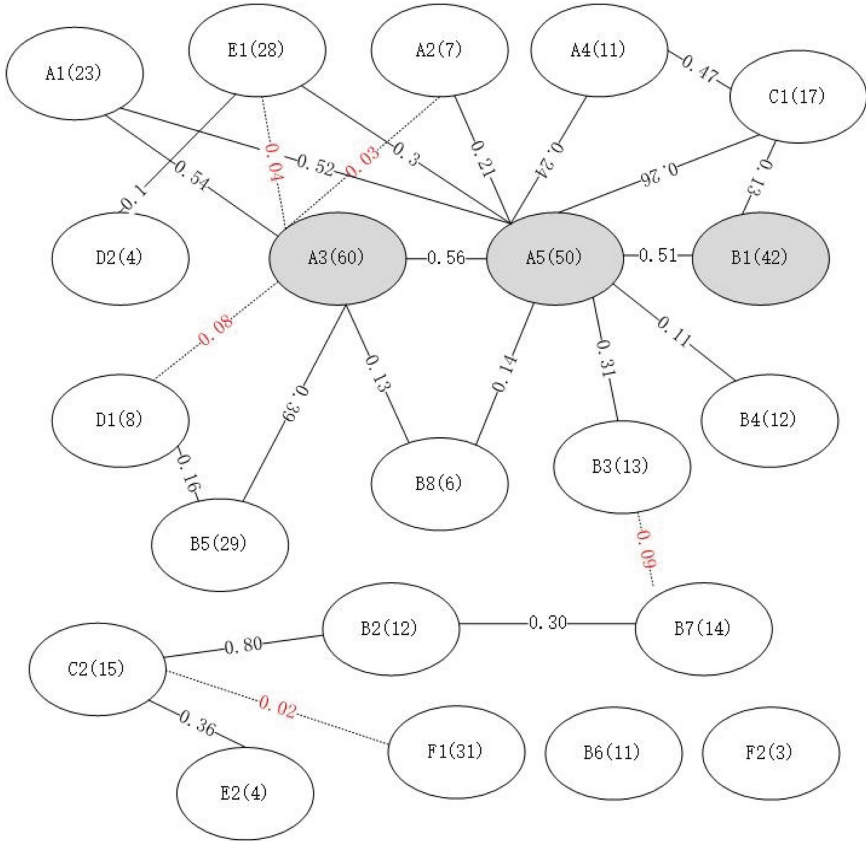 E1(28)
A2(7)
A4(11)
A1(23)
C1(17)
0.47
0.04
0.03
0.3
0.21
0.24
0.52
0.54
0.26
0.13
0.1
D2(4)
A3(60)
0.56
A5(50)
0.51
B1(42)
0.08
0.13
0.14
0.31
0.11
0.39
D1(8)
B4(12)
0.16
B8(6)
B3(13)
B5(29)
0.09
B2(12)
0.30
B7(14)
0.80
C2(15)
0.02
0.36
F1(31)
B6(11)
F2(3)
E2(4)